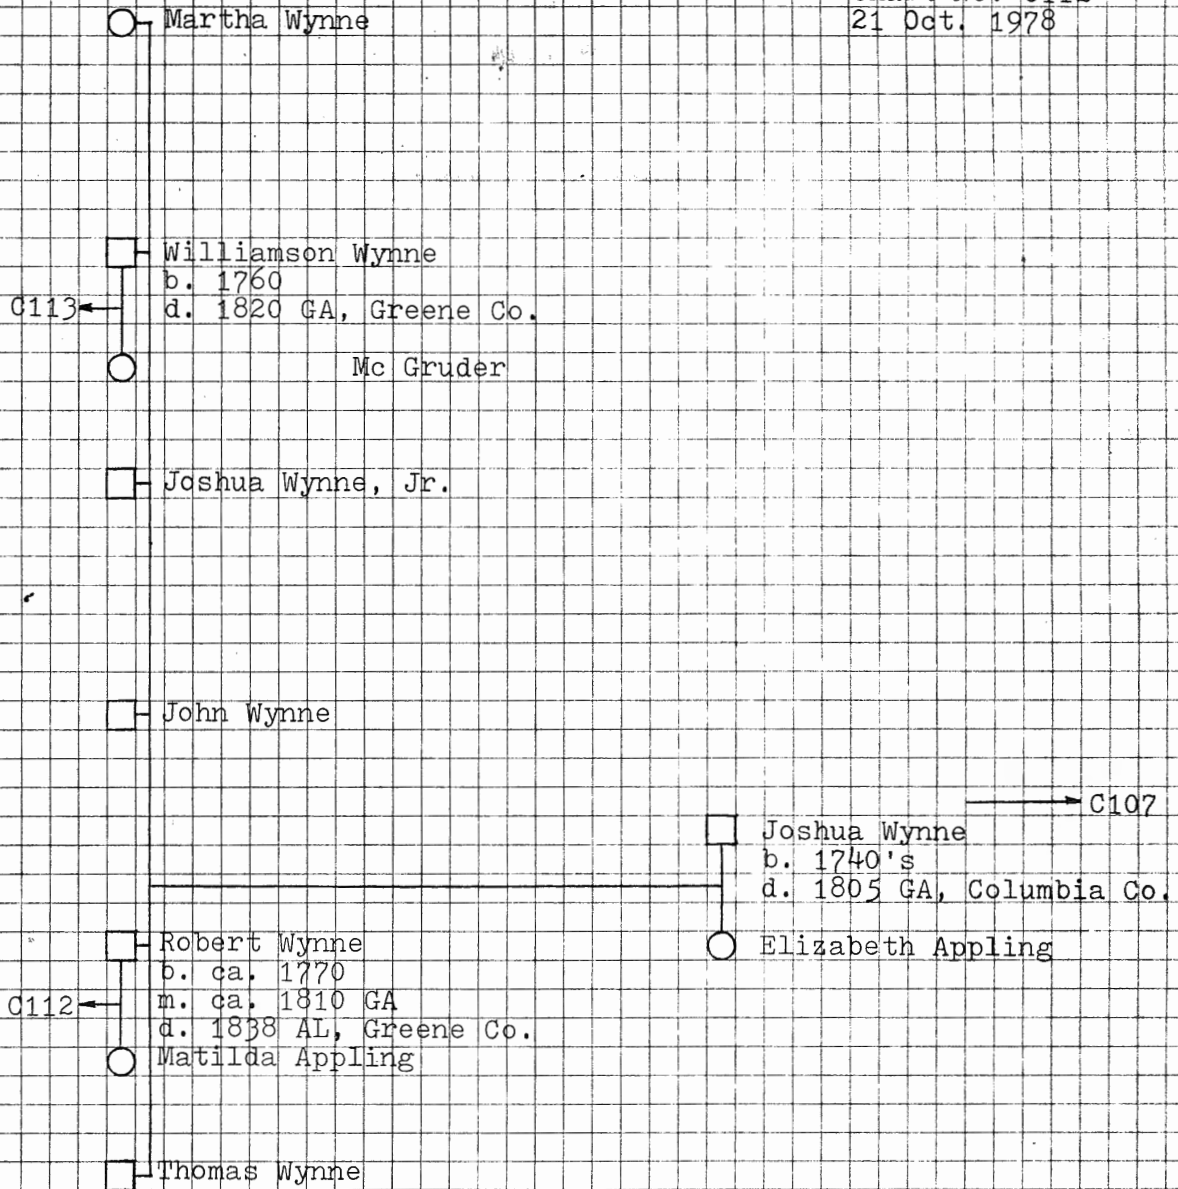 Martha Wynne
21 Oct. 1978
Williamson Wynne
b. 1760
C113
d. 1820 GA, Greene Co.
Mc Gruder
Joshua Wynne, Jr.
John Wynne
C107
Joshua Wynne
b. 1740's
d. 1805 GA, Columbia Co.
Elizabeth Appling
Robert Wynne
b. ca. 1770
C112
m. ca. 1810 GA
d. 1838 AL, Greene Co.
Matilda Appling
Thomas Wynne